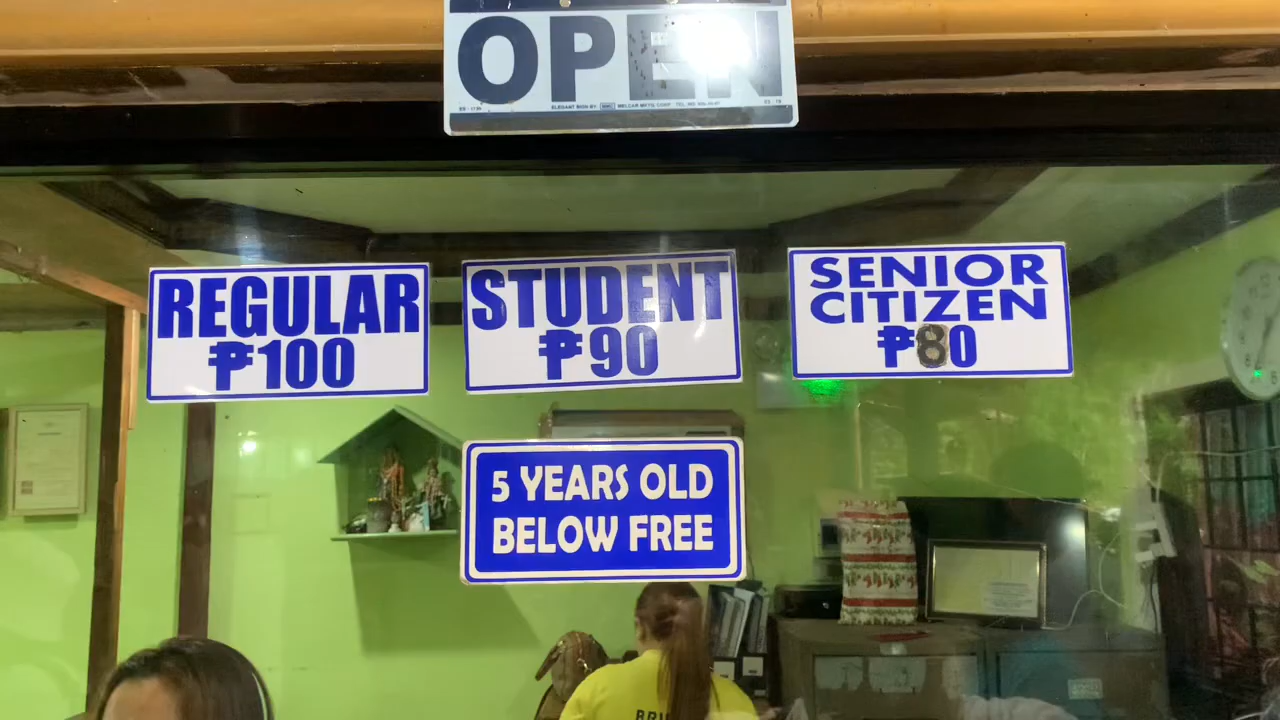 OPEN
REGULAR
₱100
STUDENT
₱90
SENIOR
CITIZEN
₱80
5 YEARS OLD
BELOW FREE